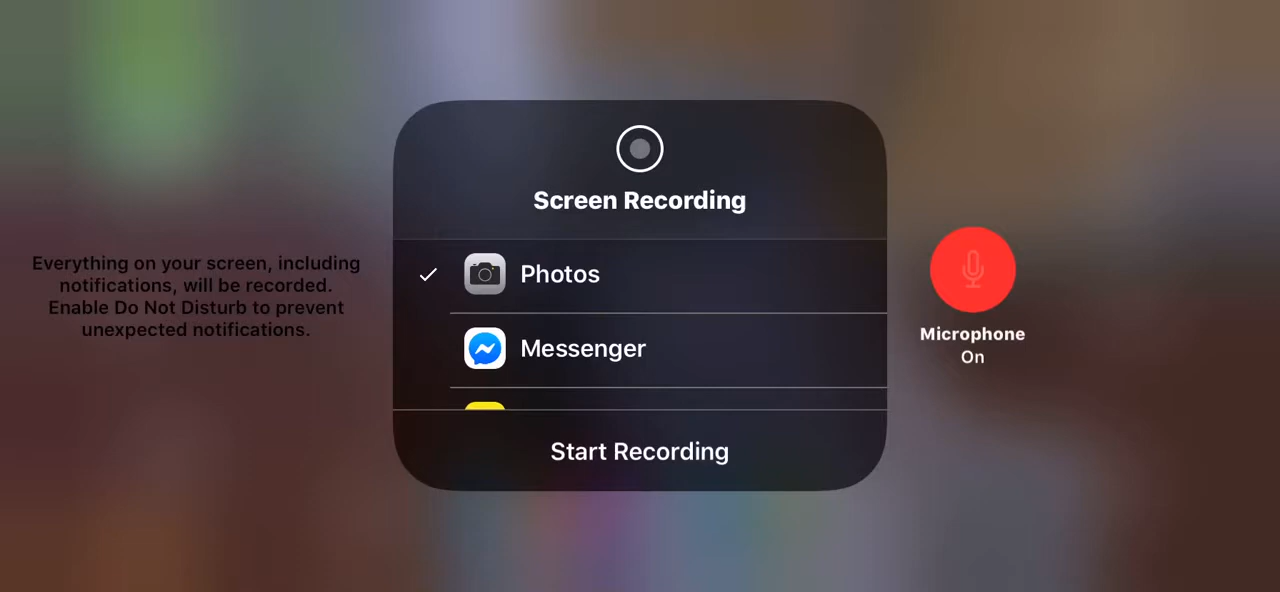 Screen Recording
Everything on your screen, including
notifications, will be recorded.
Enable Do Not Disturb to prevent
unexpected notifications.
Photos
Messenger
Start Recording
Microphone
On